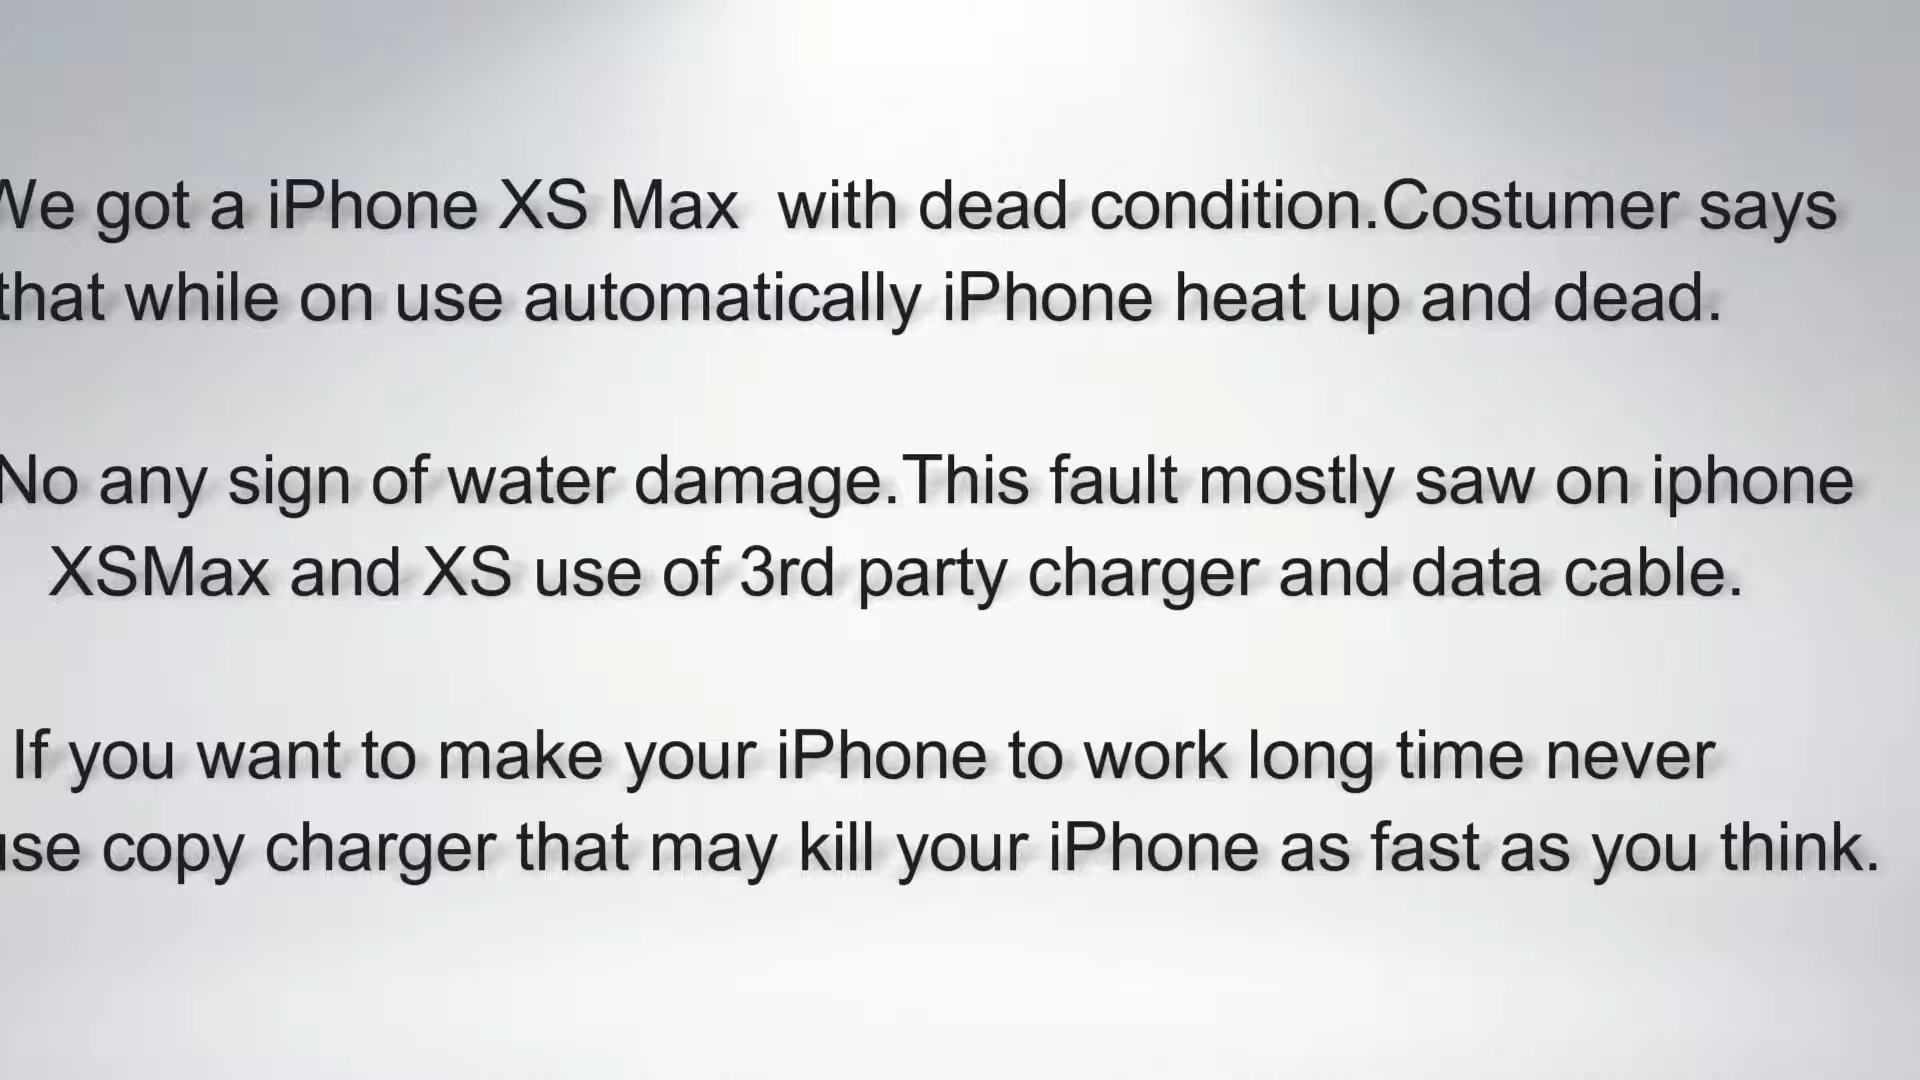 We got a iPhone XS Max  with dead condition.Costumer says
that while on use automatically iPhone heat up and dead.
No any sign of water damage.This fault mostly saw on iphone
XSMax and XS use of 3rd party charger and data cable.
If you want to make your iPhone to work long time never
use copy charger that may kill your iPhone as fast as you think.